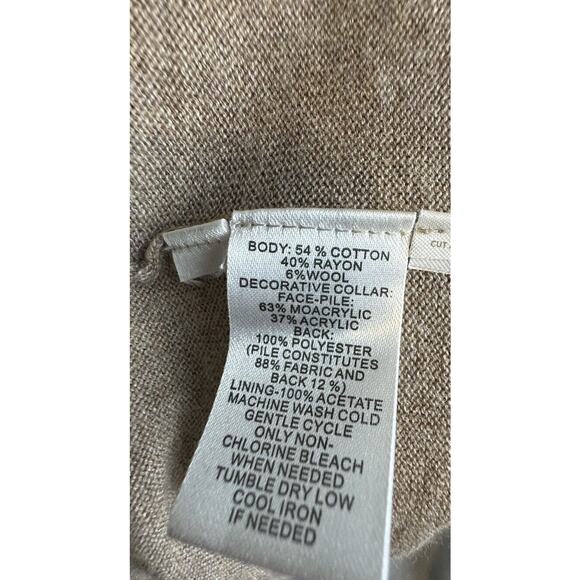 BODY: 54 % COTTON
40% RAYON
6%WOOL
DECORATIVE COLLAR:
FACE-PILE:
63% MOACRYLIC
37% ACRYLIC
BACK:
100% POLYESTER
(PILE CONSTITUTES
88% FABRIC AND
BACK 12 %)
LINING-100% ACETATE
MACHINE WASH COLD
GENTLE CYCLE
ONLY NON-
CHLORINE BLEACH
WHEN NEEDED
TUMBLE DRY LOW
COOL IRON
IF NEEDED
CUT